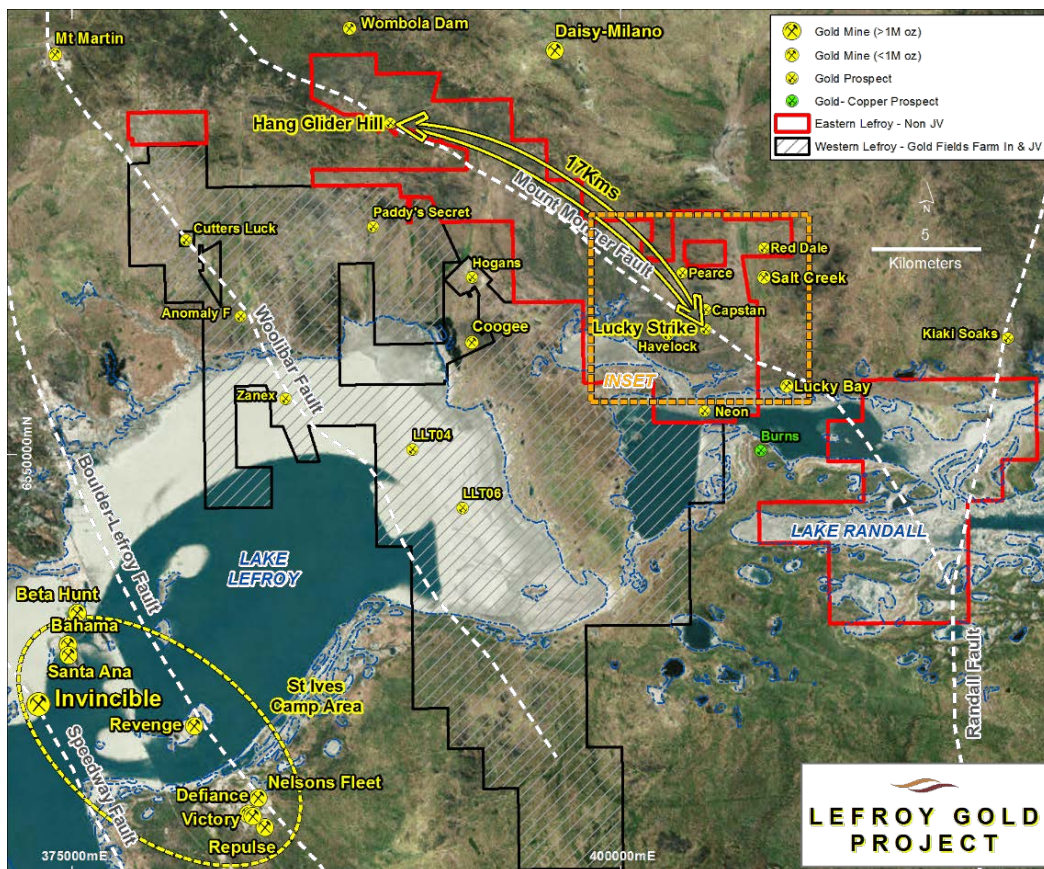 Wombola Dam
Mt Martin
Daisy-Milano
Gold Mine (>1M oz)
Gold Mine (<1M oz)
Gold Prospect
Gold- Copper Prospect
Eastern Lefroy - Non JV
Western Lefroy - Gold Fields Farm In & JV
Hang Glider Hill
17Kms
Mount Monger Fault
N
5
Kilometers
Paddy's Secret
Cutters Luck
Red Dale
Hogans
Pearce
Salt Creek
Anomaly F
Woolibar Fault
Capstan
Coogee
Lucky Strike
Havelock
Kiaki Soaks
INSET
Lucky Bay
Zanex
Neon
LLT04
Burns
6550000mN
Boulder-Lefroy Fault
LLT06
LAKE RANDALL
LAKE
LEFROY
Beta Hunt
Bahama
Santa Ana
St Ives
Camp Area
Invincible
Revenge
Randall Fault
Speedway Fault
Nelsons Fleet
Defiance
Victory
Repulse
LEFROY GOLD
PROJECT
375000mE
400000mE